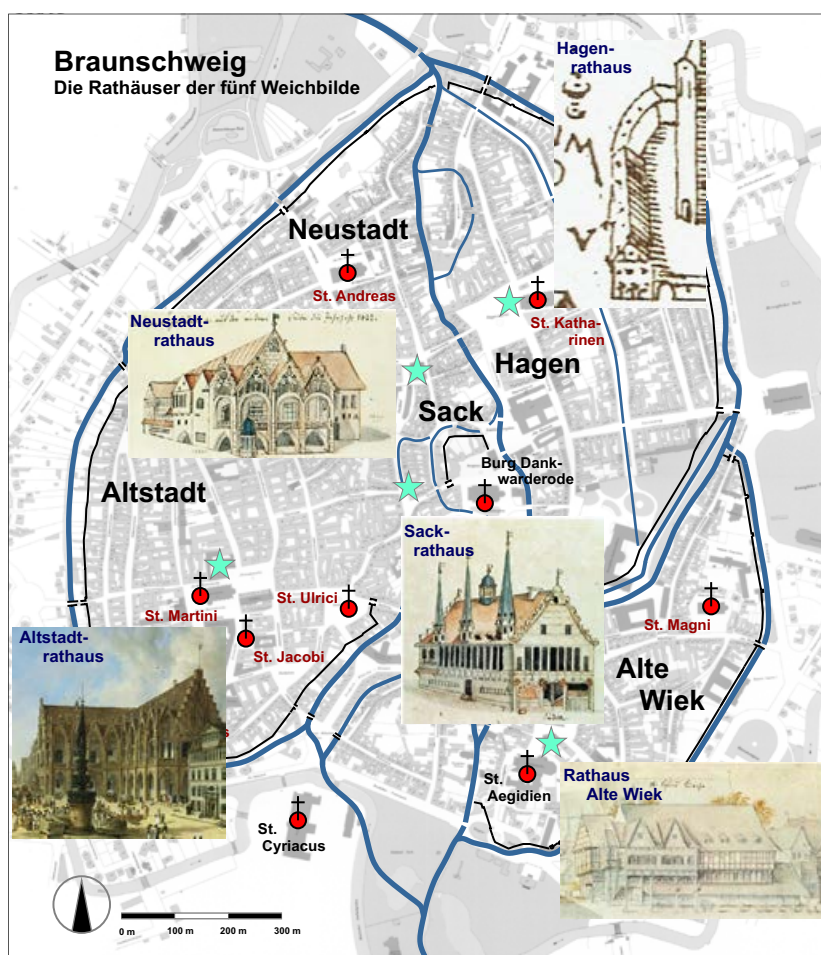 Braunschweig
Die Rathäuser der fünf Weichbilde
Hagen-
rathaus
Neustadt
St. Andreas
St. Katha-
rinen
Neustadt-
rathaus
Hagen
Sack
Burg Dank-
warderode
Altstadt
Sack-
rathaus
St. Martini
St. Ulrici
St. Magni
Altstadt-
rathaus
St. Jacobi
Alte
Wiek
St.
Aegidien
Rathaus
Alte Wiek
St.
Cyriacus
0 m
100 m
200 m
300 m